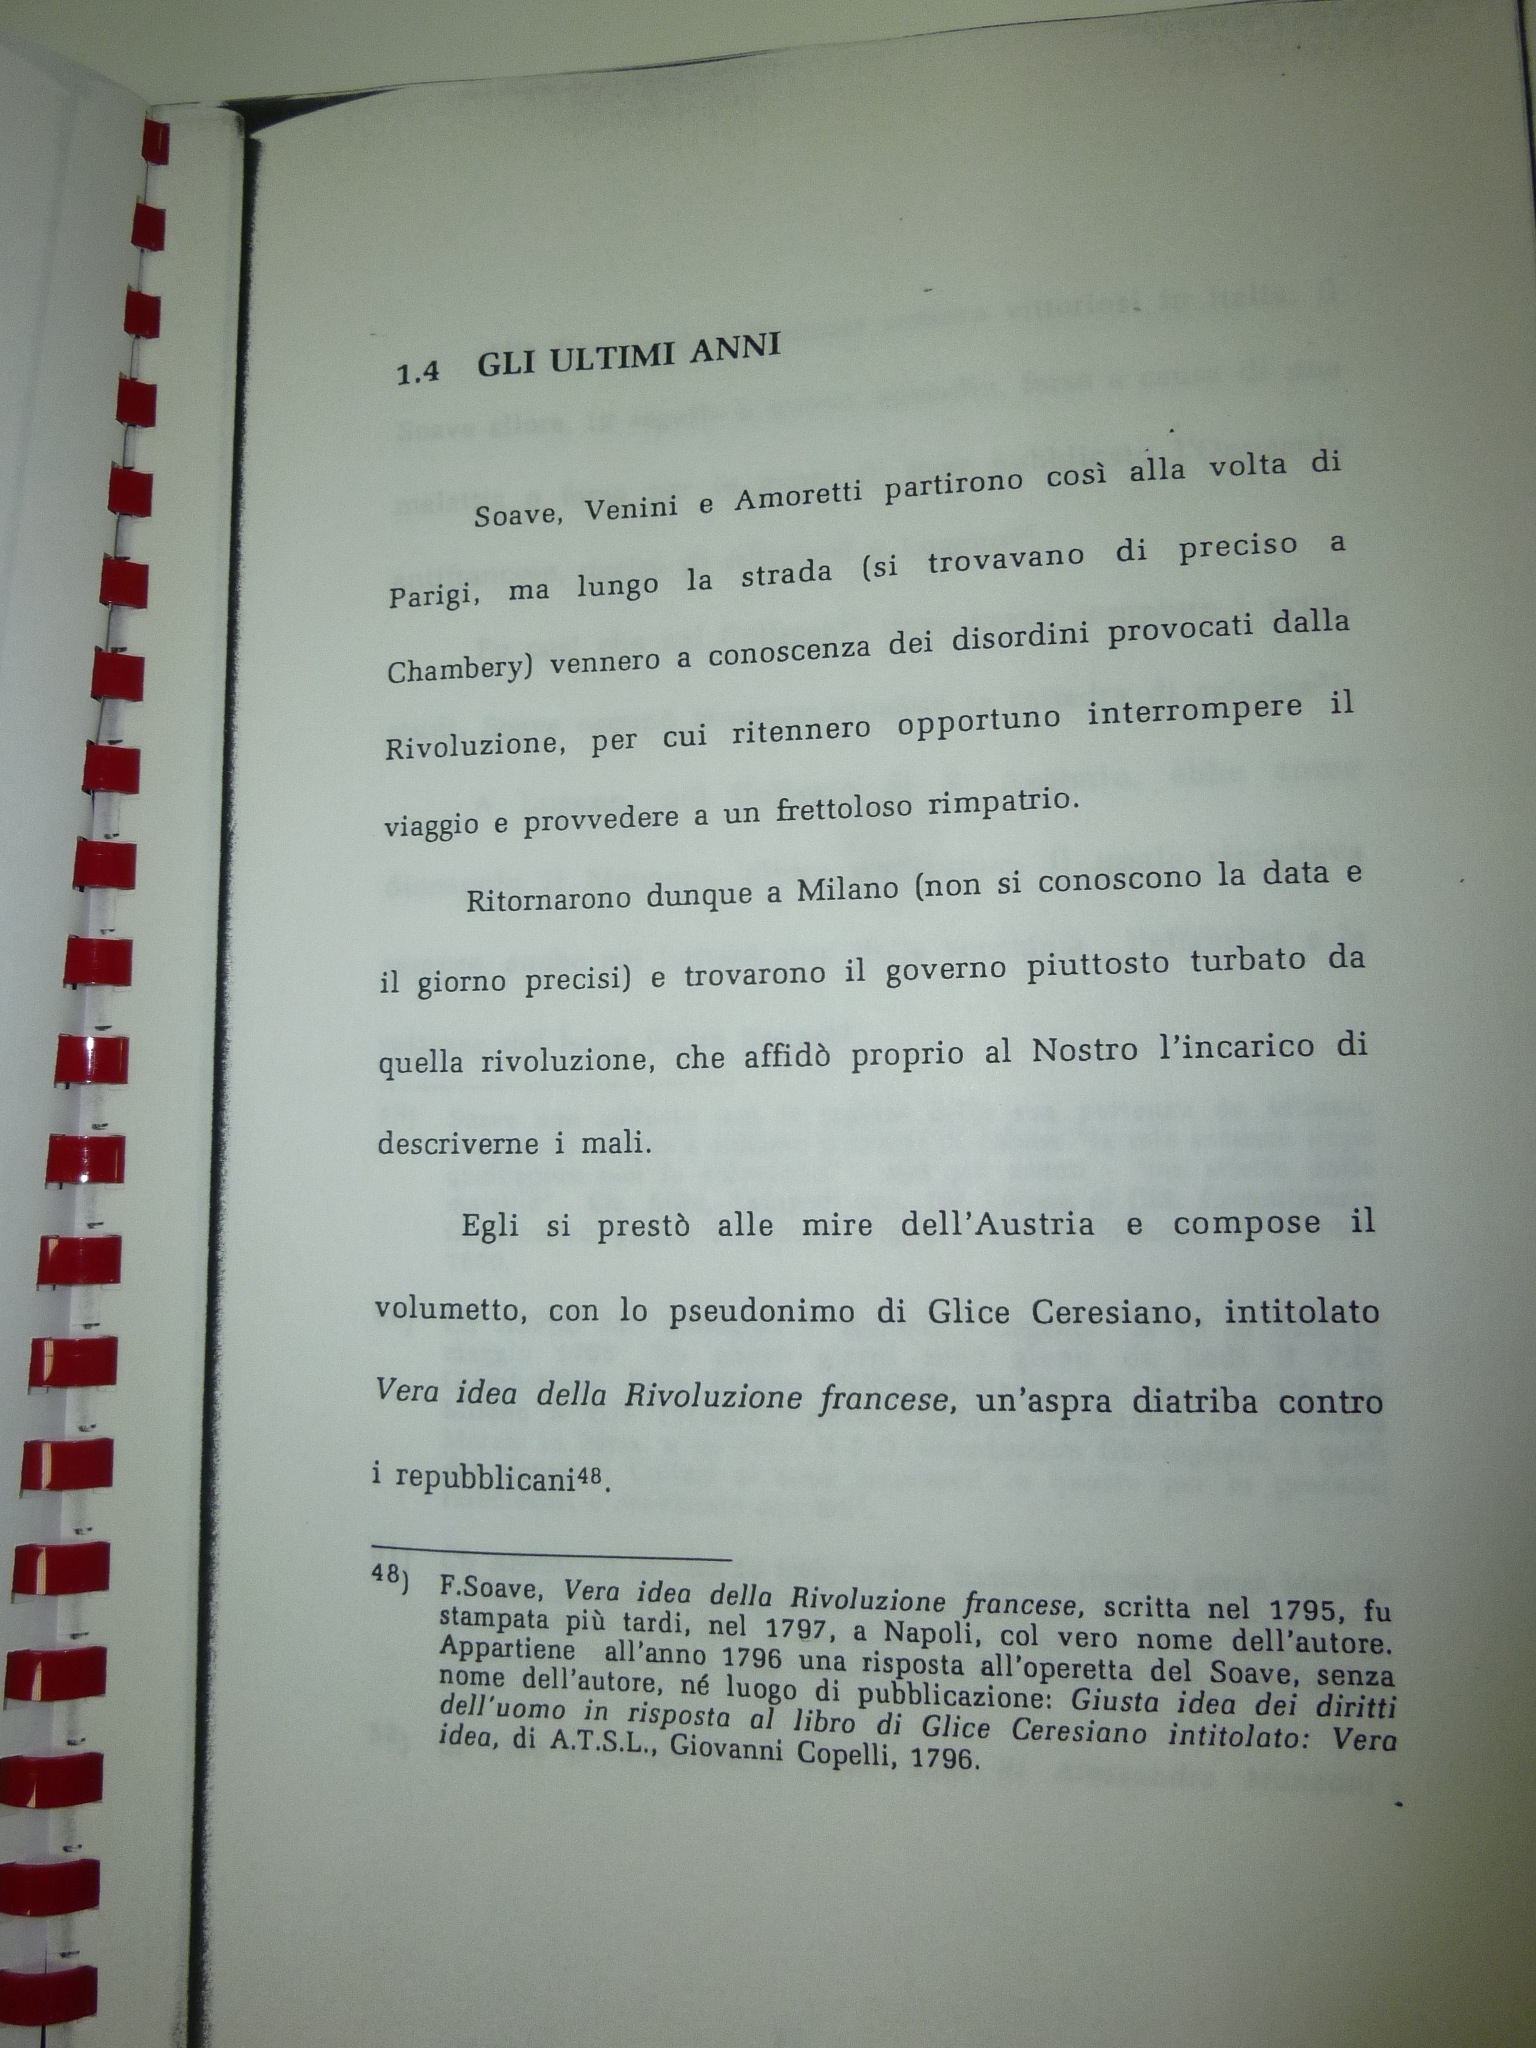 1.4 GLI ULTIMI ANNI
Soave, Venini e Amoretti partirono così alla volta di
Parigi, ma lungo la strada (si trovavano di preciso a
Chambery) vennero a conoscenza dei disordini provocati dalla
Rivoluzione, per cui ritennero opportuno interrompere il
viaggio e provvedere a un frettoloso rimpatrio.
Ritornarono dunque a Milano (non si conoscono la data e
il giorno precisi) e trovarono il governo piuttosto turbato da
quella rivoluzione, che affidò proprio al Nostro l'incarico di
descriverne i mali.
Egli si prestò alle mire dell'Austria e compose il
volumetto, con lo pseudonimo di Glice Ceresiano, intitolato
Vera idea della Rivoluzione francese, un'aspra diatriba contro
i repubblicani48.
48) F.Soave, Vera idea della Rivoluzione francese, scritta nel 1795, fu
stampata più tardi, nel 1797, a Napoli, col vero nome dell'autore.
Appartiene all'anno 1796 una risposta all'operetta del Soave, senza
nome dell'autore, né luogo di pubblicazione: Giusta idea dei diritti
dell'uomo in risposta al libro di Glice Ceresiano intitolato: Vera
idea, di A.T.S.L., Giovanni Copelli, 1796.